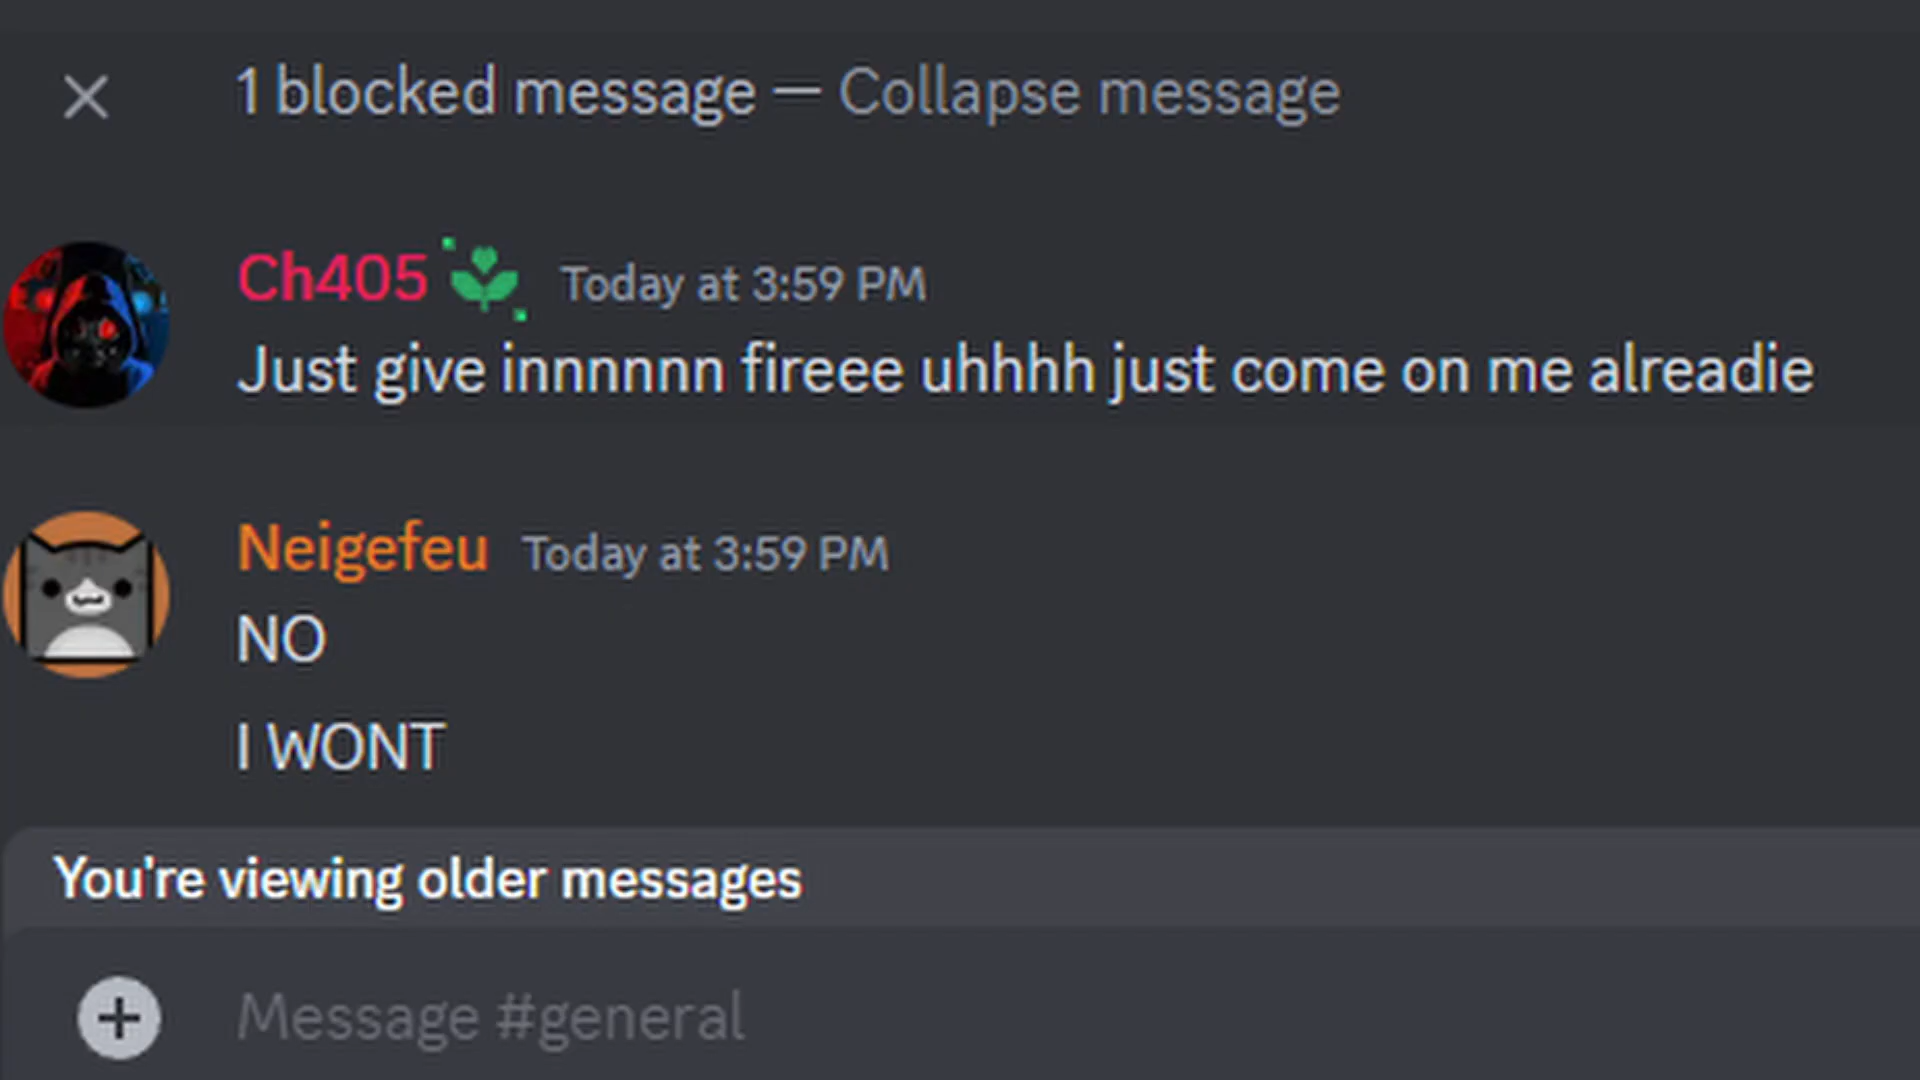 1 blocked message — Collapse message
Ch405 Today at 3:59 PM
Just give innnnnn fireee uhhhh just come on me alreadie
Neigefeu Today at 3:59 PM
NO
I WONT
You're viewing older messages
Message #general